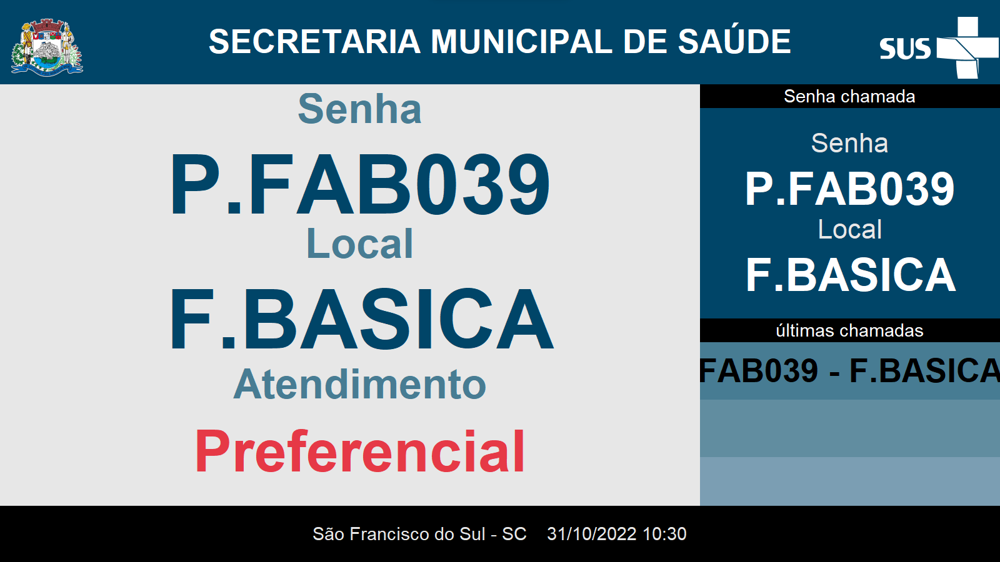 SECRETARIA MUNICIPAL DE SAÚDE
SUS
Senha
P.FAB039
Local
F.BASICA
Atendimento
Preferencial
Senha chamada
Senha
P.FAB039
Local
F.BASICA
últimas chamadas
FAB039 - F.BASICA
São Francisco do Sul - SC 31/10/2022 10:30